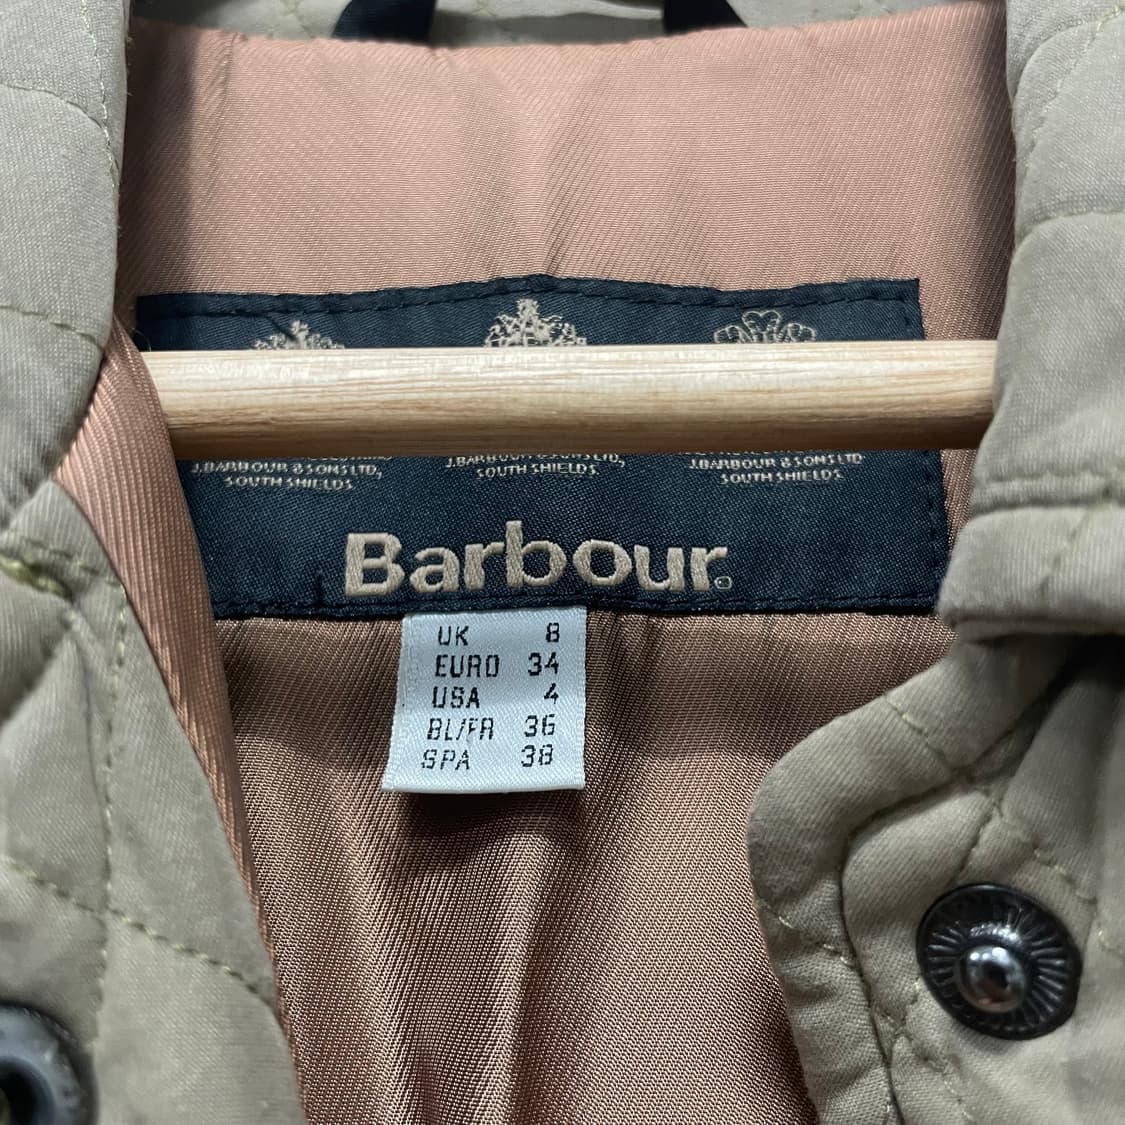 J.BARBOUR & SONS LTD,
SOUTH SHIELDS
J.BARBOUR & SONS LTD,
SOUTH SHIELDS
J.BARBOUR & SONS LTD,
SOUTH SHIELDS
Barbour
UK 8
EURO 34
USA 4
BL/FR 36
SPA 38